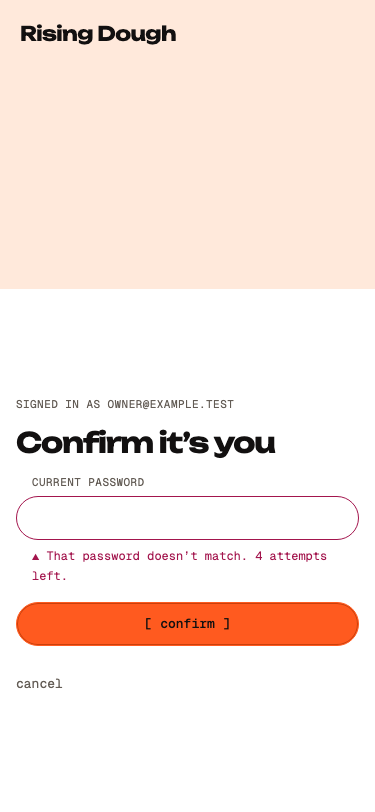 Rising Dough
SIGNED IN AS OWNER@EXAMPLE.TEST
Confirm it’s you
CURRENT PASSWORD
▲ That password doesn’t match. 4 attempts
left.
[ confirm ]
cancel